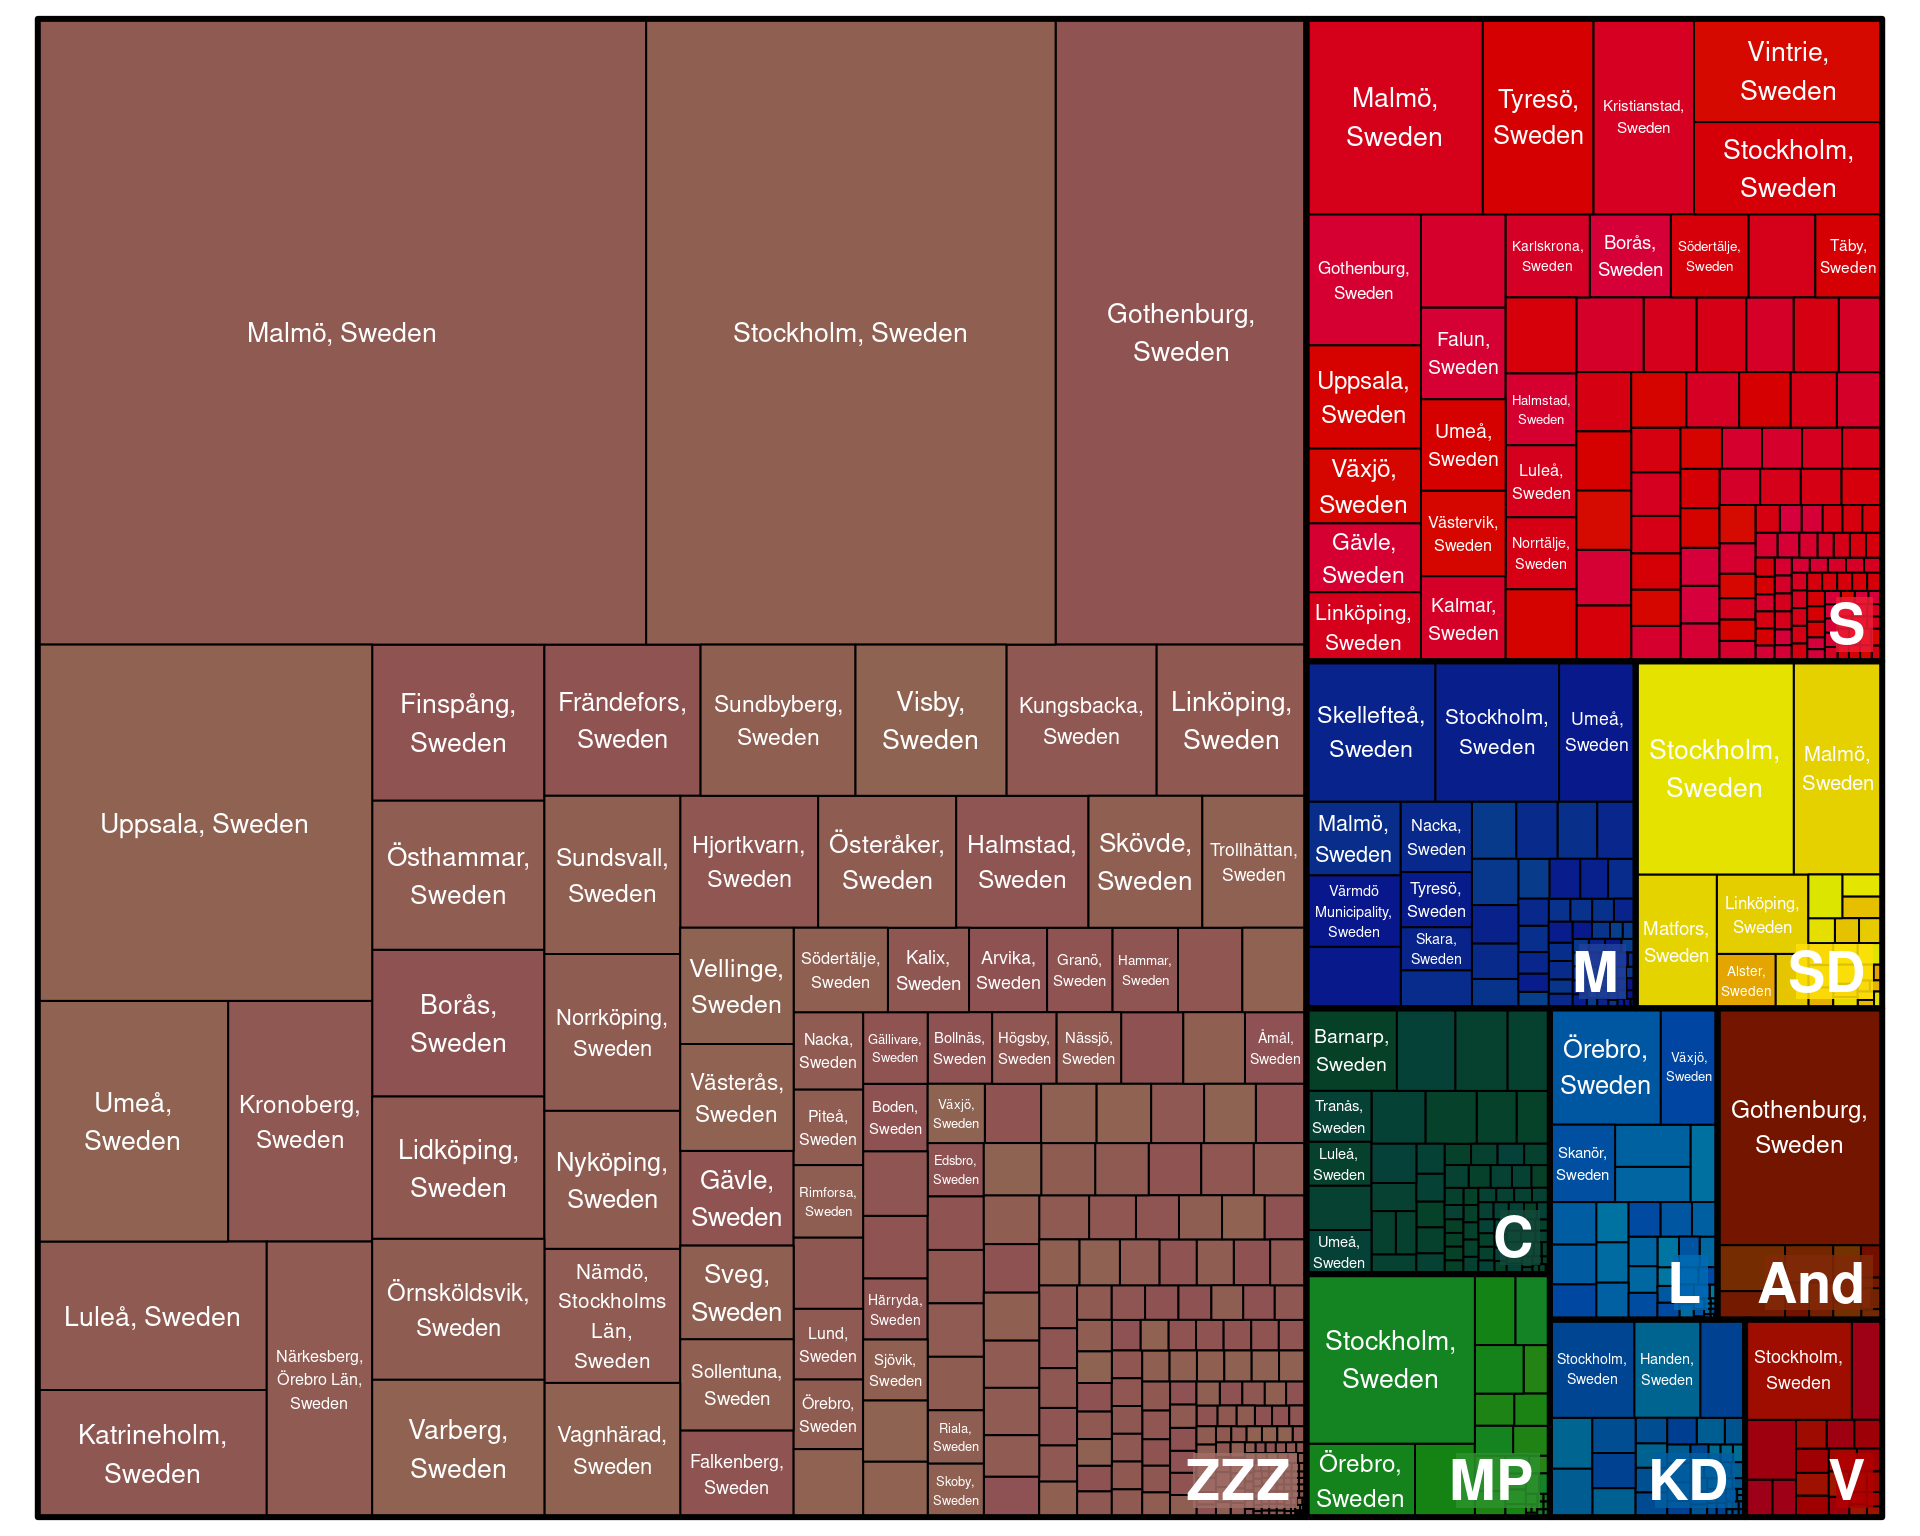 Malmö, Sweden
Stockholm, Sweden
Gothenburg,
Sweden
Uppsala, Sweden
Umeå,
Sweden
Kronoberg,
Sweden
Luleå, Sweden
Katrineholm,
Sweden
Närkesberg,
Örebro Län,
Sweden
Finspång,
Sweden
Östhammar,
Sweden
Borås,
Sweden
Lidköping,
Sweden
Örnsköldsvik,
Sweden
Varberg,
Sweden
Frändefors,
Sweden
Sundbyberg,
Sweden
Visby,
Sweden
Kungsbacka,
Sweden
Linköping,
Sweden
Sundsvall,
Sweden
Norrköping,
Sweden
Nyköping,
Sweden
Nämdö,
Stockholms
Län,
Sweden
Vagnhärad,
Sweden
Hjortkvarn,
Sweden
Österåker,
Sweden
Halmstad,
Sweden
Skövde,
Sweden
Trollhättan,
Sweden
Vellinge,
Sweden
Västerås,
Sweden
Gävle,
Sweden
Sveg,
Sweden
Sollentuna,
Sweden
Falkenberg,
Sweden
Södertälje,
Sweden
Kalix,
Sweden
Arvika,
Sweden
Granö,
Sweden
Hammar,
Sweden
Nacka,
Sweden
Piteå,
Sweden
Rimforsa,
Sweden
Lund,
Sweden
Örebro,
Sweden
Gällivare,
Sweden
Boden,
Sweden
Härryda,
Sweden
Sjövik,
Sweden
Bollnäs,
Sweden
Högsby,
Sweden
Nässjö,
Sweden
Åmål,
Sweden
Växjö,
Sweden
Edsbro,
Sweden
Riala,
Sweden
Skoby,
Sweden
ZZZ
Malmö,
Sweden
Tyresö,
Sweden
Kristianstad,
Sweden
Vintrie,
Sweden
Stockholm,
Sweden
Gothenburg,
Sweden
Uppsala,
Sweden
Växjö,
Sweden
Gävle,
Sweden
Linköping,
Sweden
Falun,
Sweden
Umeå,
Sweden
Västervik,
Sweden
Kalmar,
Sweden
Karlskrona,
Sweden
Borås,
Sweden
Södertälje,
Sweden
Täby,
Sweden
Halmstad,
Sweden
Luleå,
Sweden
Norrtälje,
Sweden
S
Skellefteå,
Sweden
Stockholm,
Sweden
Umeå,
Sweden
Malmö,
Sweden
Värmdö
Municipality,
Sweden
Nacka,
Sweden
Tyresö,
Sweden
Skara,
Sweden
M
Stockholm,
Sweden
Malmö,
Sweden
Matfors,
Sweden
Linköping,
Sweden
Alster,
Sweden
SD
Barnarp,
Sweden
Tranås,
Sweden
Luleå,
Sweden
Umeå,
Sweden
C
Örebro,
Sweden
Växjö,
Sweden
Skanör,
Sweden
L
Gothenburg,
Sweden
And
Stockholm,
Sweden
Örebro,
Sweden
MP
Stockholm,
Sweden
Handen,
Sweden
KD
Stockholm,
Sweden
V